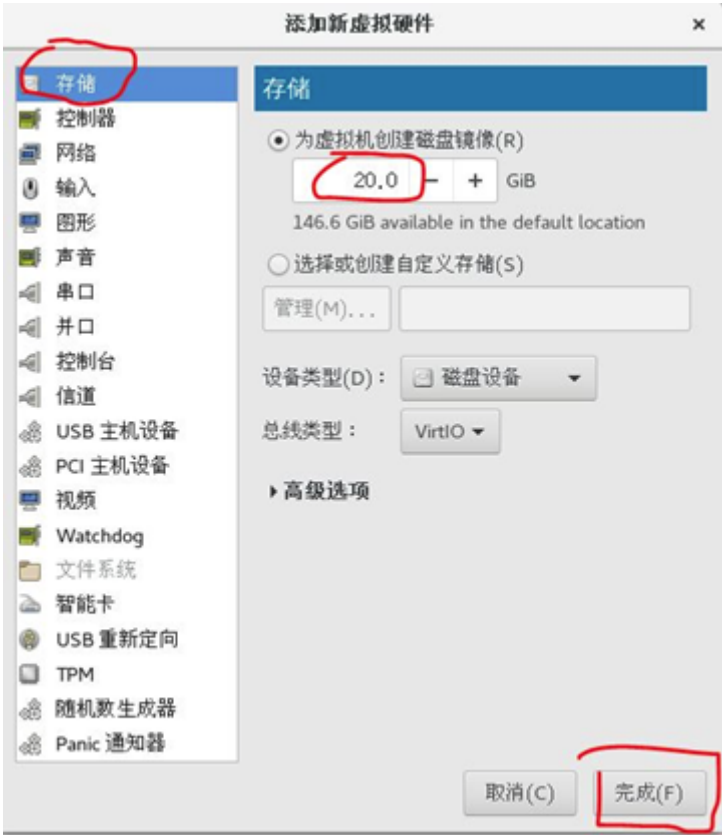 添加新虚拟硬件 ×
存储
控制器
网络
输入
图形
声音
串口
并口
控制台
信道
USB 主机设备
PCI 主机设备
视频
Watchdog
文件系统
智能卡
USB 重新定向
TPM
随机数生成器
Panic 通知器
存储
为虚拟机创建磁盘镜像(R)
20.0 − + GiB
146.6 GiB available in the default location
选择或创建自定义存储(S)
管理(M)...
设备类型(D)： 磁盘设备
总线类型： VirtIO
高级选项
取消(C) 完成(F)